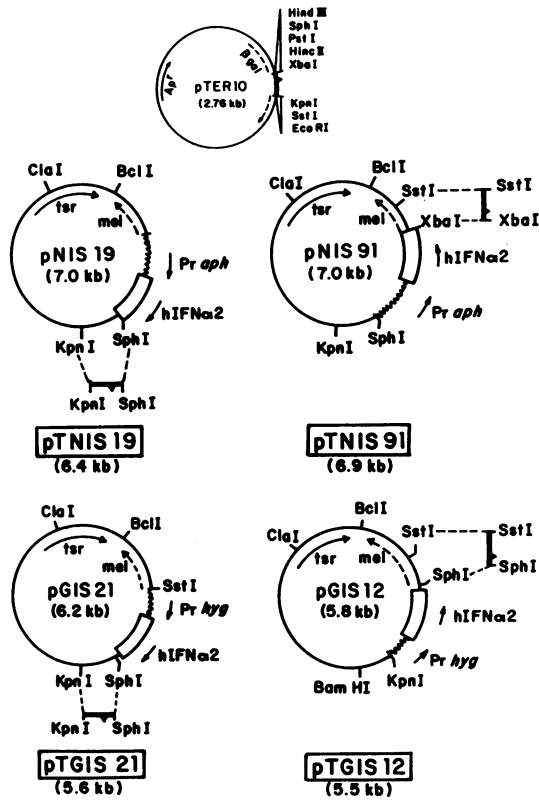 Hind III
Sph I
Pst I
Hinc II
Xba I
Apr
β gal
pTER10
(2.76 kb)
Kpn I
Sst I
Eco RI
Cla I
Bcl I
tsr
mel
pNIS 19
(7.0 kb)
Pr aph
hIFNα2
Kpn I
Sph I
Kpn I
Sph I
pTNIS 19
(6.4 kb)
Cla I
Bcl I
Sst I
Sst I
tsr
mel
Xba I
Xba I
pNIS 91
(7.0 kb)
hIFNα2
Pr aph
Kpn I
Sph I
pTNIS 91
(6.9 kb)
Cla I
Bcl I
tsr
mel
Sst I
pGIS 21
(6.2 kb)
Pr hyg
hIFNα2
Kpn I
Sph I
Kpn I
Sph I
pTGIS 21
(5.6 kb)
Bcl I
Cla I
Sst I
Sst I
tsr
mel
Sph I
Sph I
pGIS 12
(5.8 kb)
hIFNα2
Pr hyg
Kpn I
Bam HI
pTGIS 12
(5.5 kb)